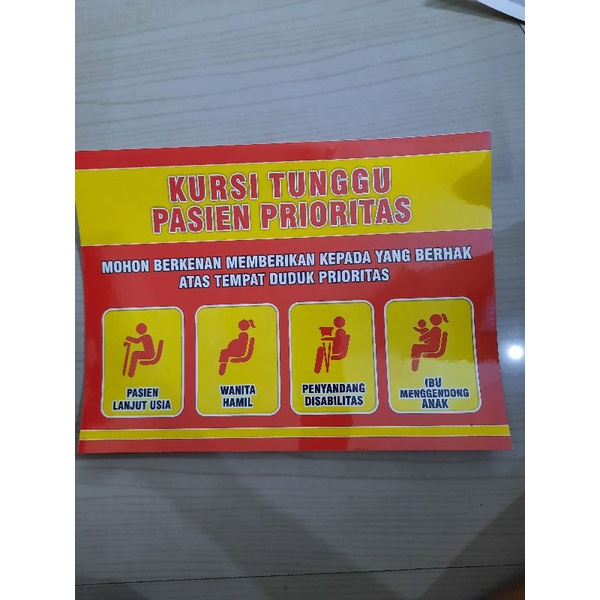 KURSI TUNGGU
PASIEN PRIORITAS
MOHON BERKENAN MEMBERIKAN KEPADA YANG BERHAK
ATAS TEMPAT DUDUK PRIORITAS
PASIEN
LANJUT USIA
WANITA
HAMIL
PENYANDANG
DISABILITAS
IBU
MENGGENDONG
ANAK